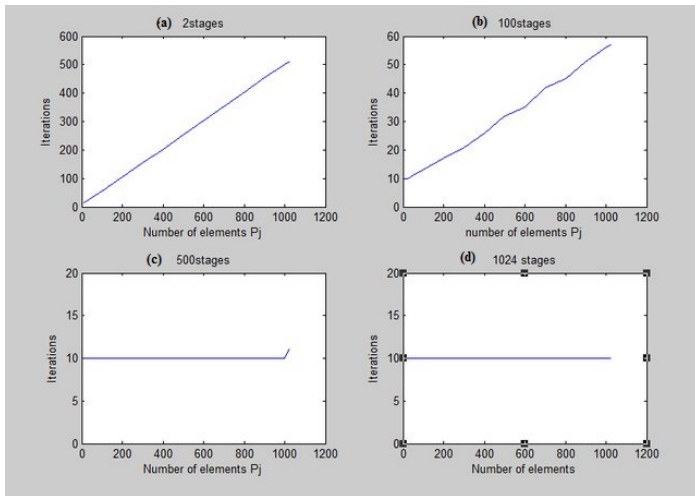 (a) 2stages
600
500
400
300
200
100
0
Iterations
0 200 400 600 800 1000 1200
Number of elements Pj
(b) 100stages
60
50
40
30
20
10
0
Iterations
0 200 400 600 800 1000 1200
number of elements Pj
(c) 500stages
20
15
10
5
0
Iterations
0 200 400 600 800 1000 1200
Number of elements Pj
(d) 1024 stages
20
15
10
5
0
Iterations
0 200 400 600 800 1000 1200
Number of elements